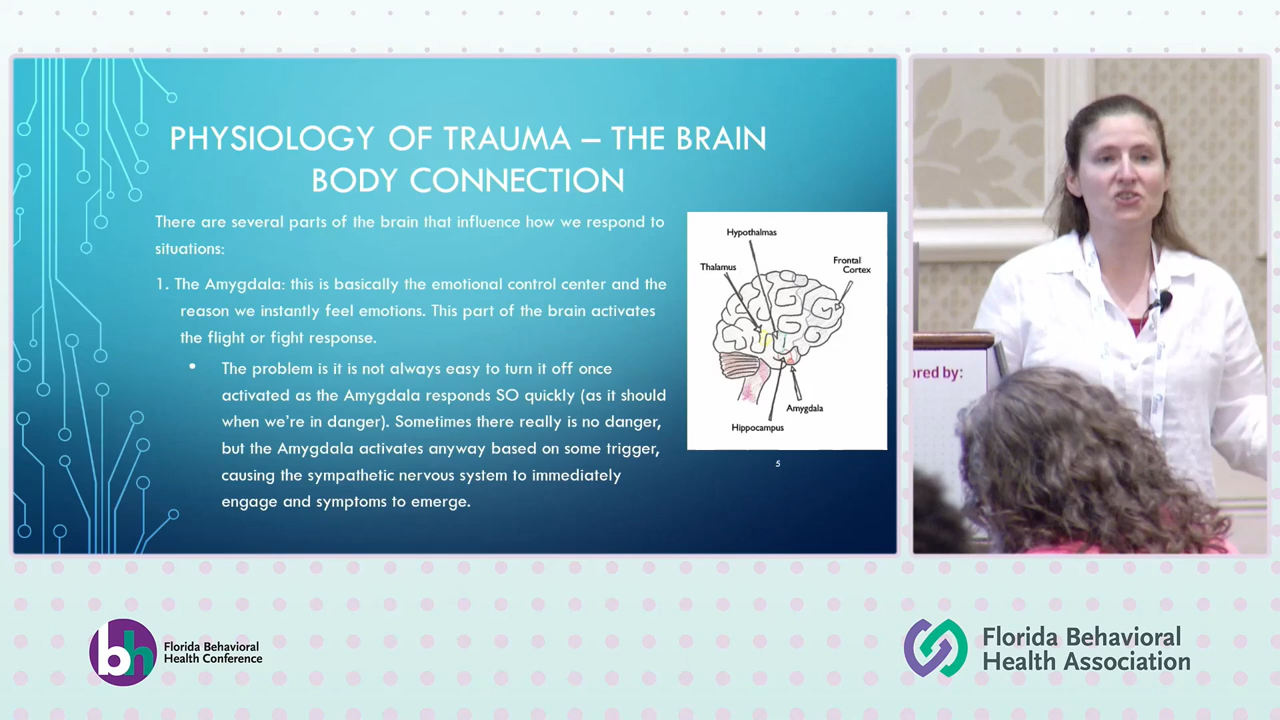 PHYSIOLOGY OF TRAUMA – THE BRAIN
BODY CONNECTION
There are several parts of the brain that influence how we respond to
situations:
1. The Amygdala: this is basically the emotional control center and the
reason we instantly feel emotions. This part of the brain activates
the flight or fight response.
• The problem is it is not always easy to turn it off once
activated as the Amygdala responds SO quickly (as it should
when we're in danger). Sometimes there really is no danger,
but the Amygdala activates anyway based on some trigger,
causing the sympathetic nervous system to immediately
engage and symptoms to emerge.
Hypothalmas
Thalamus
Frontal
Cortex
Amygdala
Hippocampus
5
ored by:
bh
Florida Behavioral
Health Conference
Florida Behavioral
Health Association